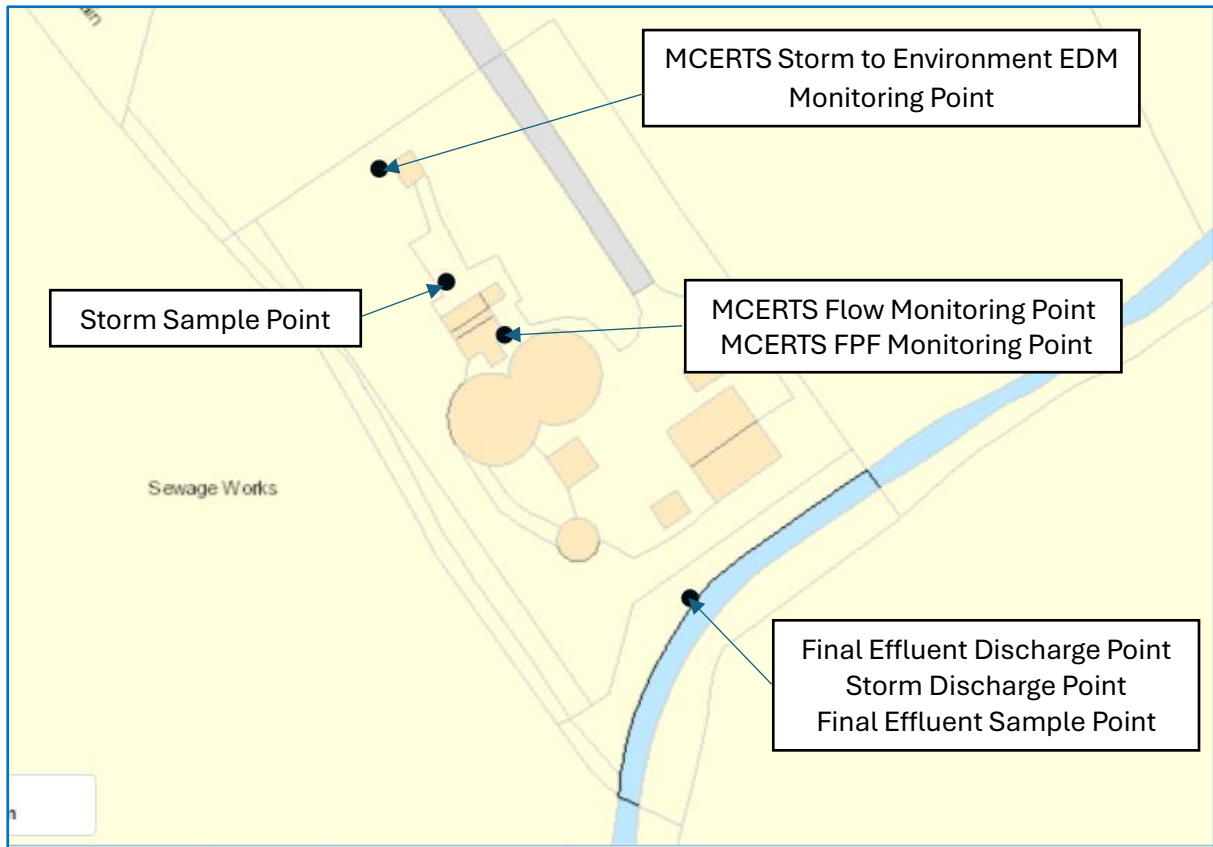 MCERTS Storm to Environment EDM
Monitoring Point
Storm Sample Point
MCERTS Flow Monitoring Point
MCERTS FPF Monitoring Point
Sewage Works
Final Effluent Discharge Point
Storm Discharge Point
Final Effluent Sample Point